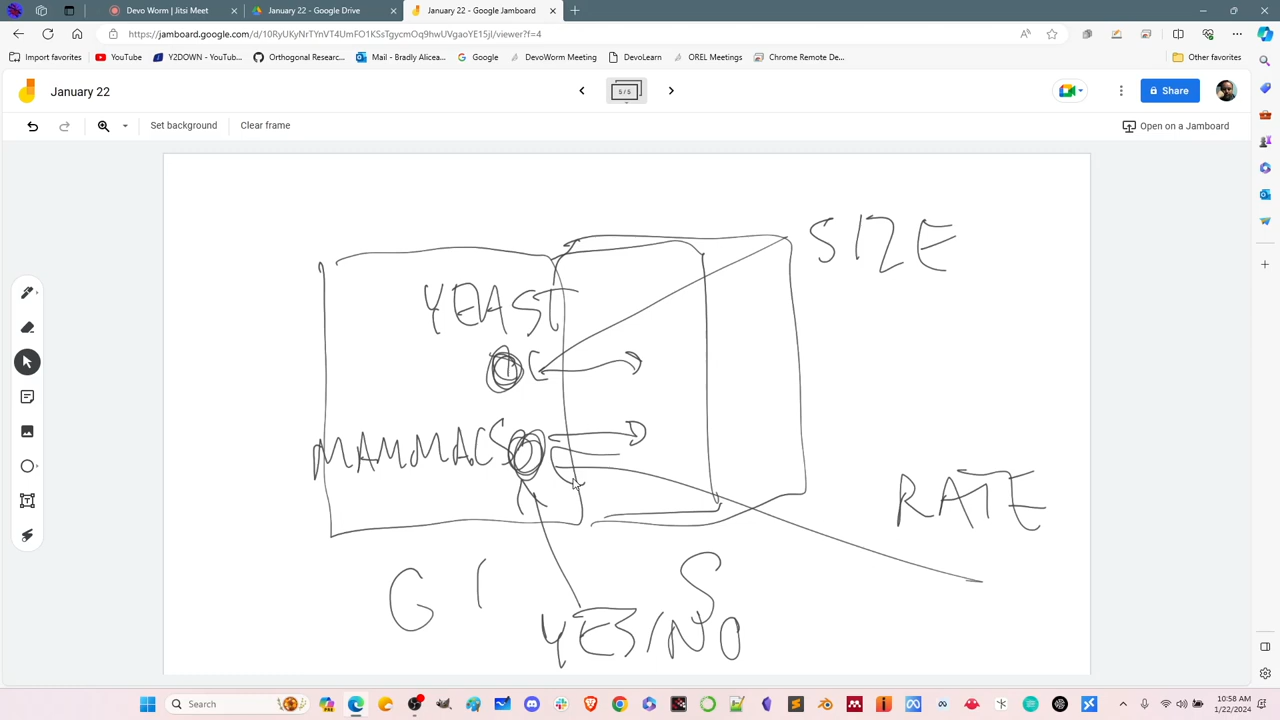 Devo Worm | Jitsi Meet
January 22 - Google Drive
January 22 - Google Jamboard
https://jamboard.google.com/d/10RyUKyNrTYnVT4UmFO1KSsTgycmOq9hwUVgaoYE15jI/viewer?f=4
Import favorites
YouTube
Y2DOWN - YouTub...
Orthogonal Researc...
Mail - Bradly Alicea...
Google
DevoWorm Meeting
DevoLearn
OREL Meetings
Chrome Remote De...
Other favorites
January 22
5 / 5
Share
Set background
Clear frame
Open on a Jamboard
SIZE
YEAST
MAMMALS
RATE
G1
S
YES/NO
Search
10:58 AM
1/22/2024